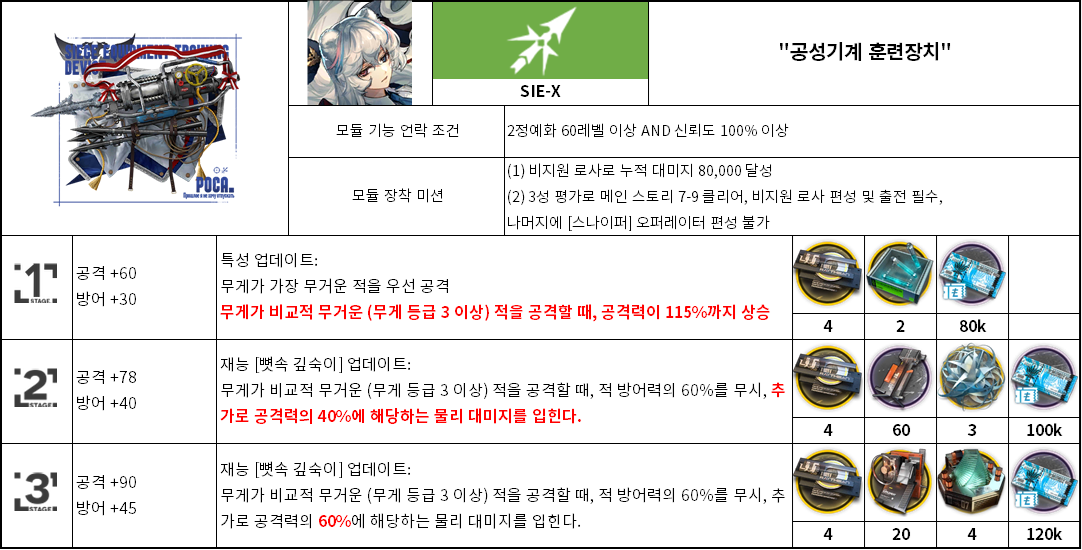 SIEGE EQUIPMENT TRAINING
DEVICE
РОСА
Прошлое я не хочу отпускать
SIE-X
"공성기계 훈련장치"
모듈 기능 언락 조건
2정예화 60레벨 이상 AND 신뢰도 100% 이상
모듈 장착 미션
(1) 비지원 로사로 누적 대미지 80,000 달성
(2) 3성 평가로 메인 스토리 7-9 클리어, 비지원 로사 편성 및 출전 필수,
나머지에 [스나이퍼] 오퍼레이터 편성 불가
1
STAGE
공격 +60
방어 +30
특성 업데이트:
무게가 가장 무거운 적을 우선 공격
무게가 비교적 무거운 (무게 등급 3 이상) 적을 공격할 때, 공격력이 115%까지 상승
4
2
80k
2
STAGE
공격 +78
방어 +40
재능 [뼛속 깊숙이] 업데이트:
무게가 비교적 무거운 (무게 등급 3 이상) 적을 공격할 때, 적 방어력의 60%를 무시, 추
가로 공격력의 40%에 해당하는 물리 대미지를 입힌다.
4
60
3
100k
3
STAGE
공격 +90
방어 +45
재능 [뼛속 깊숙이] 업데이트:
무게가 비교적 무거운 (무게 등급 3 이상) 적을 공격할 때, 적 방어력의 60%를 무시, 추
가로 공격력의 60%에 해당하는 물리 대미지를 입힌다.
4
20
4
120k